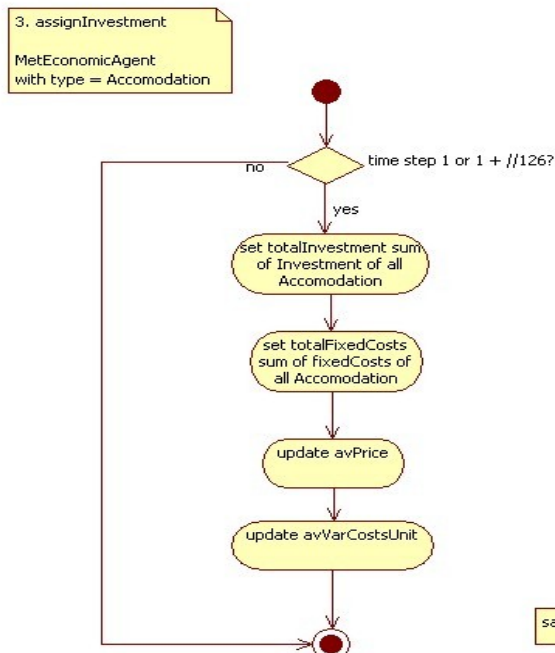 3. assignInvestment
MetEconomicAgent
with type = Accomodation
time step 1 or 1 + //126?
no
yes
set totalInvestment sum
of Investment of all
Accomodation
set totalFixedCosts
sum of fixedCosts of
all Accomodation
update avPrice
update avVarCostsUnit